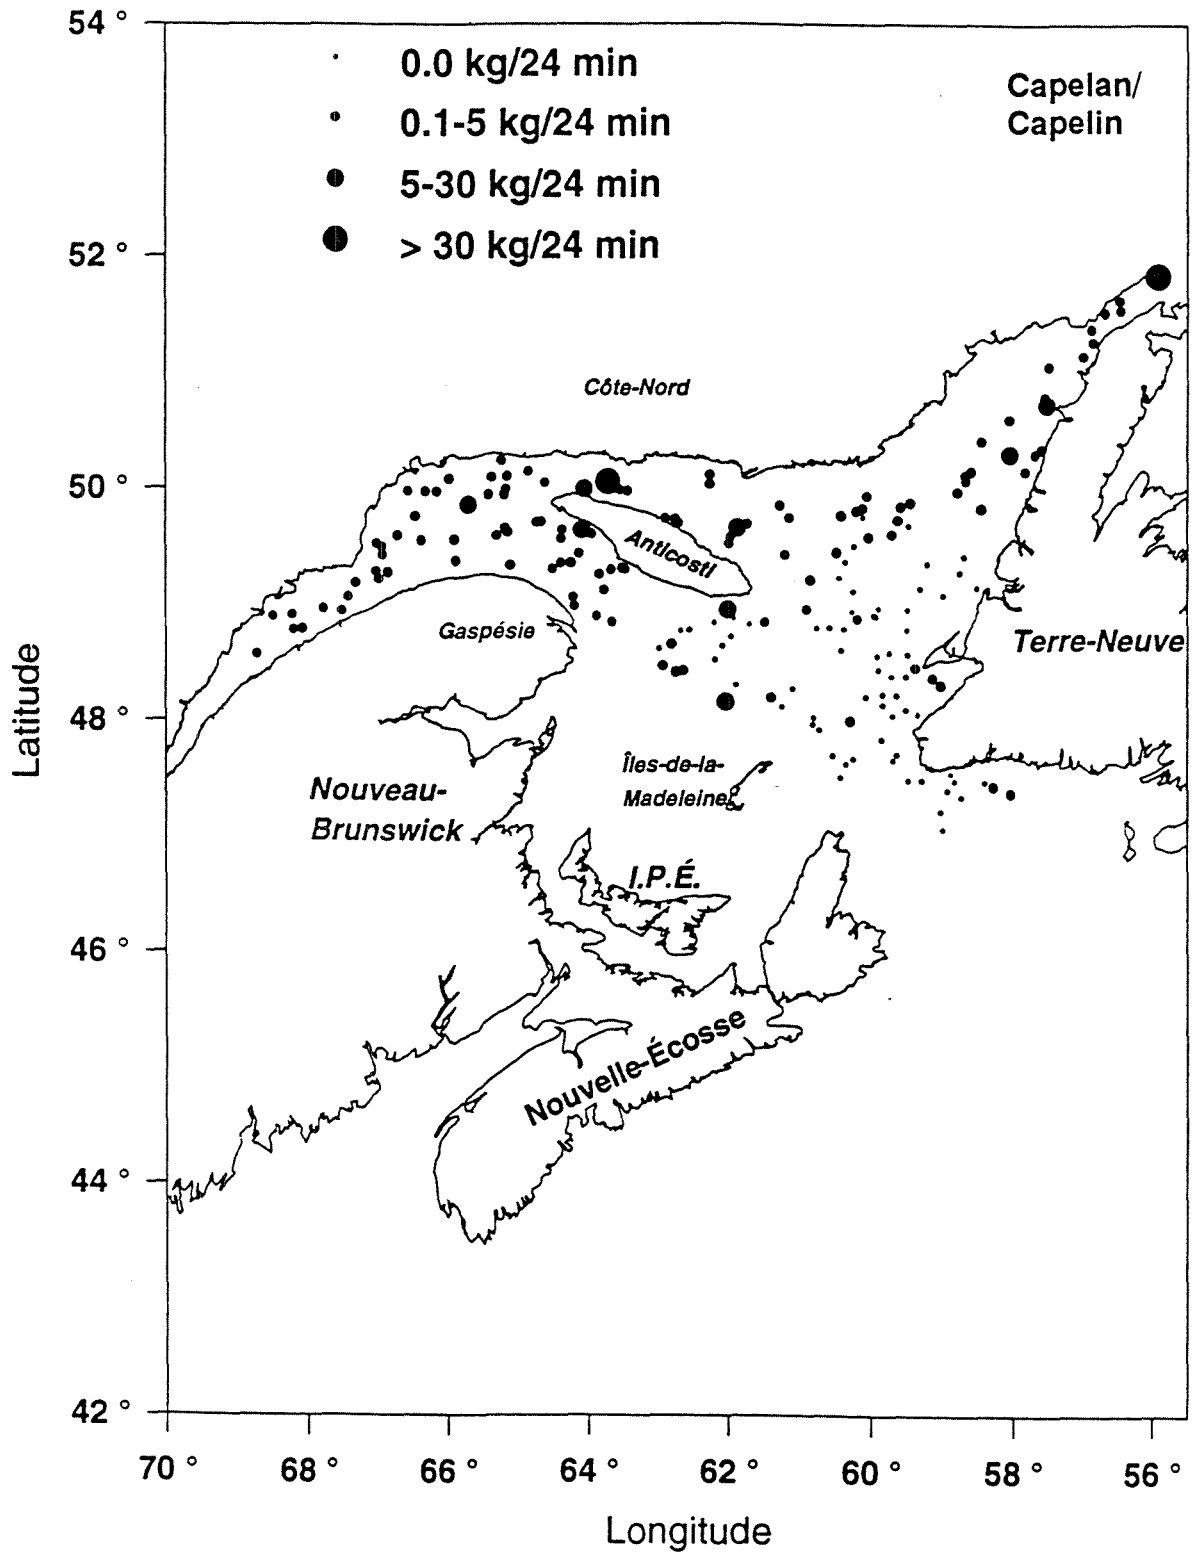 54 °
0.0 kg/24 min
0.1-5 kg/24 min
5-30 kg/24 min
> 30 kg/24 min
Capelan/
Capelin
52 °
Côte-Nord
50 °
Anticosti
Gaspésie
Terre-Neuve
Latitude
48 °
Îles-de-la-
Madeleine
Nouveau-
Brunswick
I.P.É.
46 °
Nouvelle-Écosse
44 °
42 °
70 °
68 °
66 °
64 °
62 °
60 °
58 °
56 °
Longitude